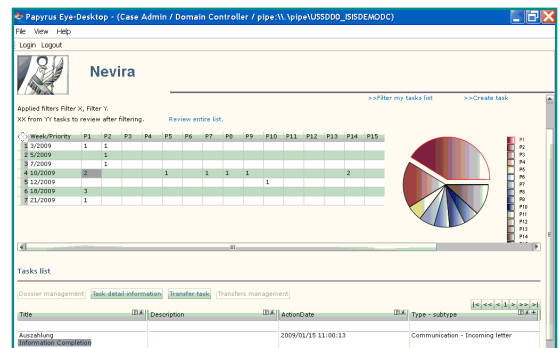 Papyrus Eye-Desktop - (Case Admin / Domain Controller / pipe:\\.\pipe\USSDD0_ISISDEMODC)
File View Help
Login Logout
Nevira
>>Filter my tasks list >>Create task
Applied filters Filter X, Filter Y.
XX from YY tasks to review after filtering. Review entire list.
Week/Priority P1 P2 P3 P4 P5 P6 P7 P8 P9 P10 P11 P12 P13 P14 P15
1 3/2009 1 1
2 5/2009 1
3 7/2009 1
4 10/2009 2 1 1 1 1 2
5 12/2009 1
6 18/2009 3
7 21/2009 1
P1
P2
P3
P4
P5
P6
P7
P8
P9
P10
P11
P12
P13
P14
Tasks list
Dossier management Task detail information Transfer task Transfers management
|< << < 1 > >> >|
Title Description ActionDate Type - subtype
Auszahlung 2009/01/15 11:00:13 Communication - Incoming letter
Information Completion